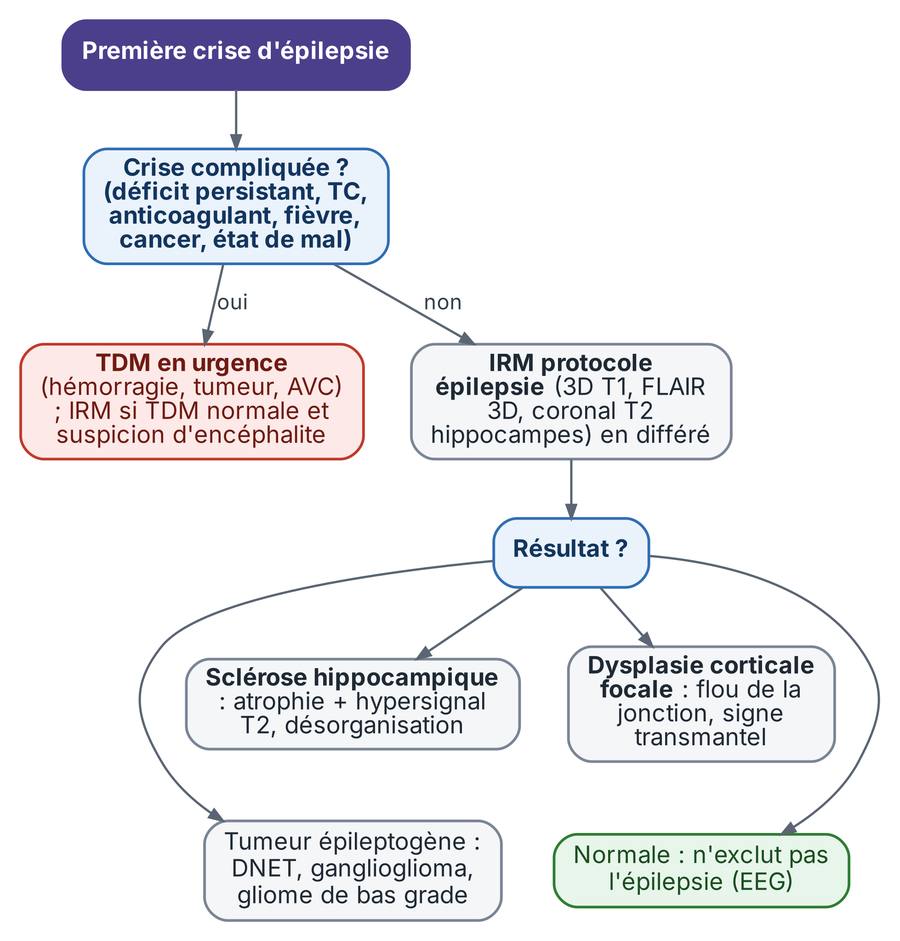 Première crise d'épilepsie
Crise compliquée ?
(déficit persistant, TC,
anticoagulant, fièvre,
cancer, état de mal)
oui
non
TDM en urgence
(hémorragie, tumeur, AVC)
; IRM si TDM normale et
suspicion d'encéphalite
IRM protocole
épilepsie (3D T1, FLAIR
3D, coronal T2
hippocampes) en différé
Résultat ?
Sclérose hippocampique
: atrophie + hypersignal
T2, désorganisation
Dysplasie corticale
focale : flou de la
jonction, signe
transmantel
Tumeur épileptogène :
DNET, gangliogliome,
gliome de bas grade
Normale : n'exclut pas
l'épilepsie (EEG)